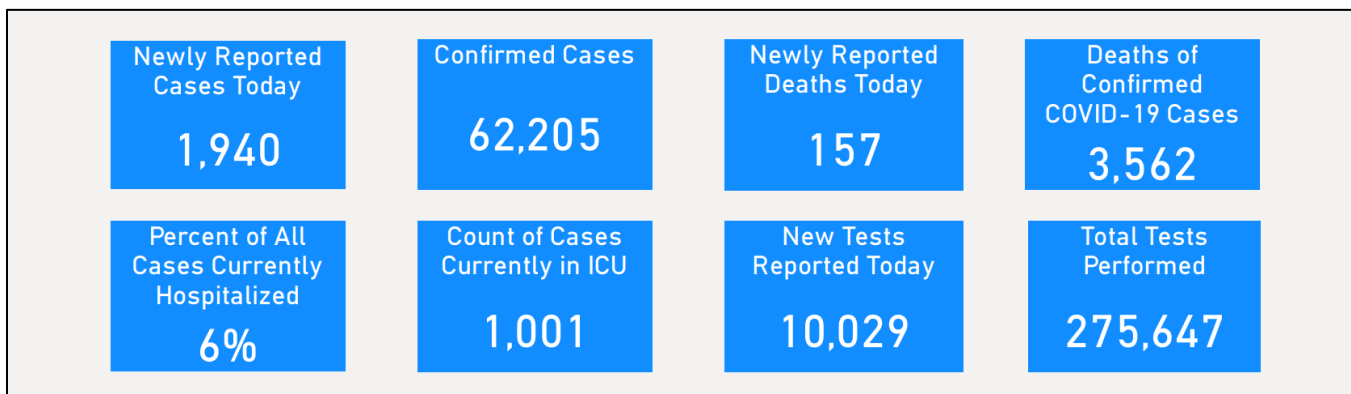 Newly Reported
Cases Today
1,940
Confirmed Cases
62,205
Newly Reported
Deaths Today
157
Deaths of
Confirmed
COVID-19 Cases
3,562
Percent of All
Cases Currently
Hospitalized
6%
Count of Cases
Currently in ICU
1,001
New Tests
Reported Today
10,029
Total Tests
Performed
275,647